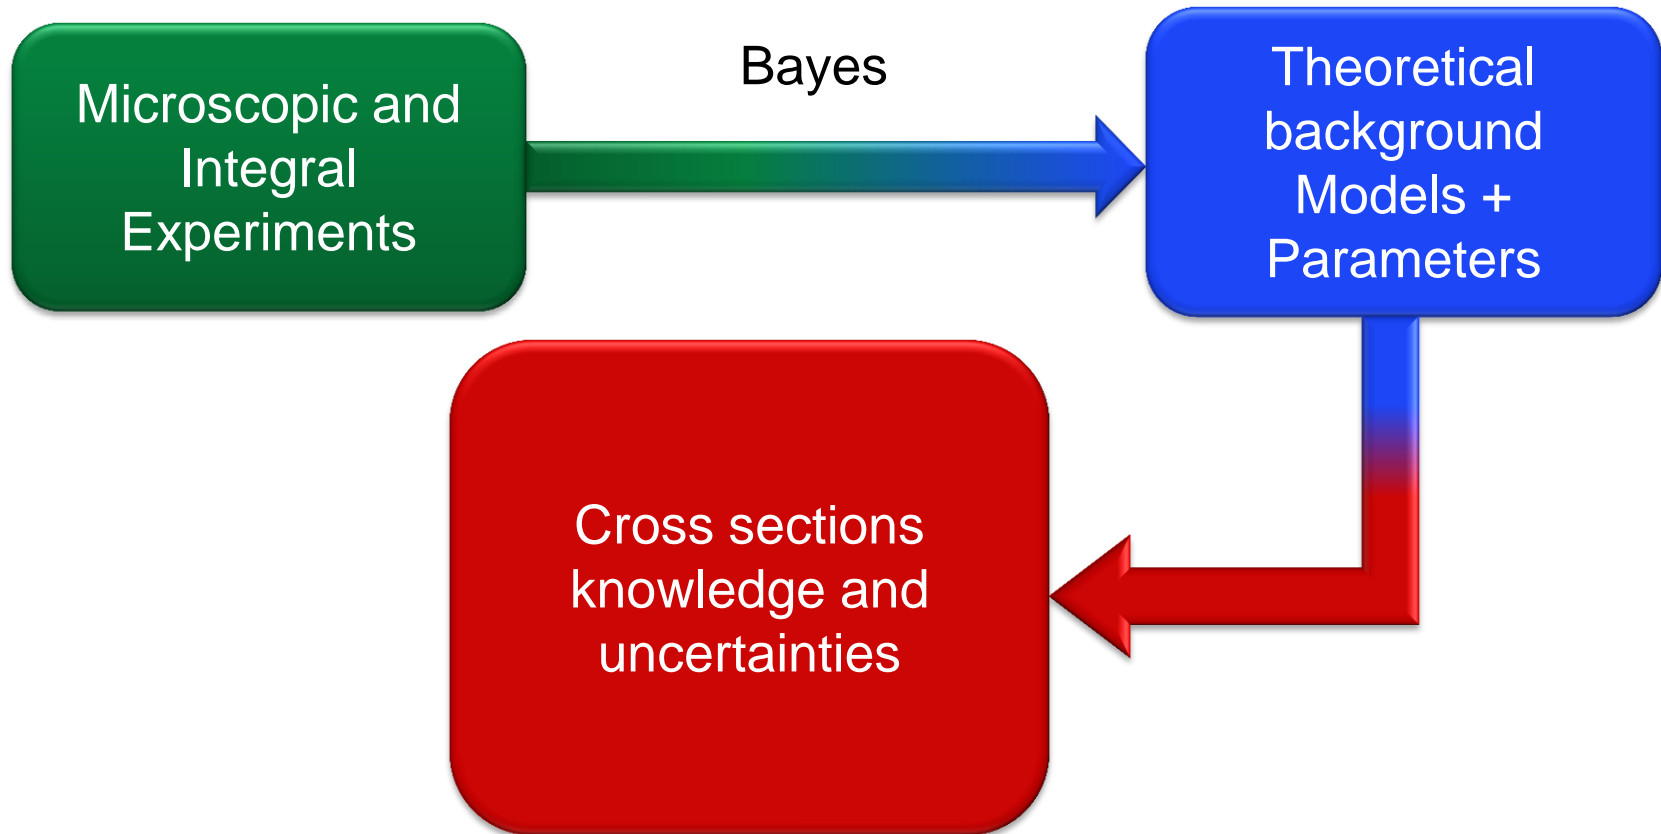 Microscopic and
Integral
Experiments
Bayes
Theoretical
background
Models +
Parameters
Cross sections
knowledge and
uncertainties